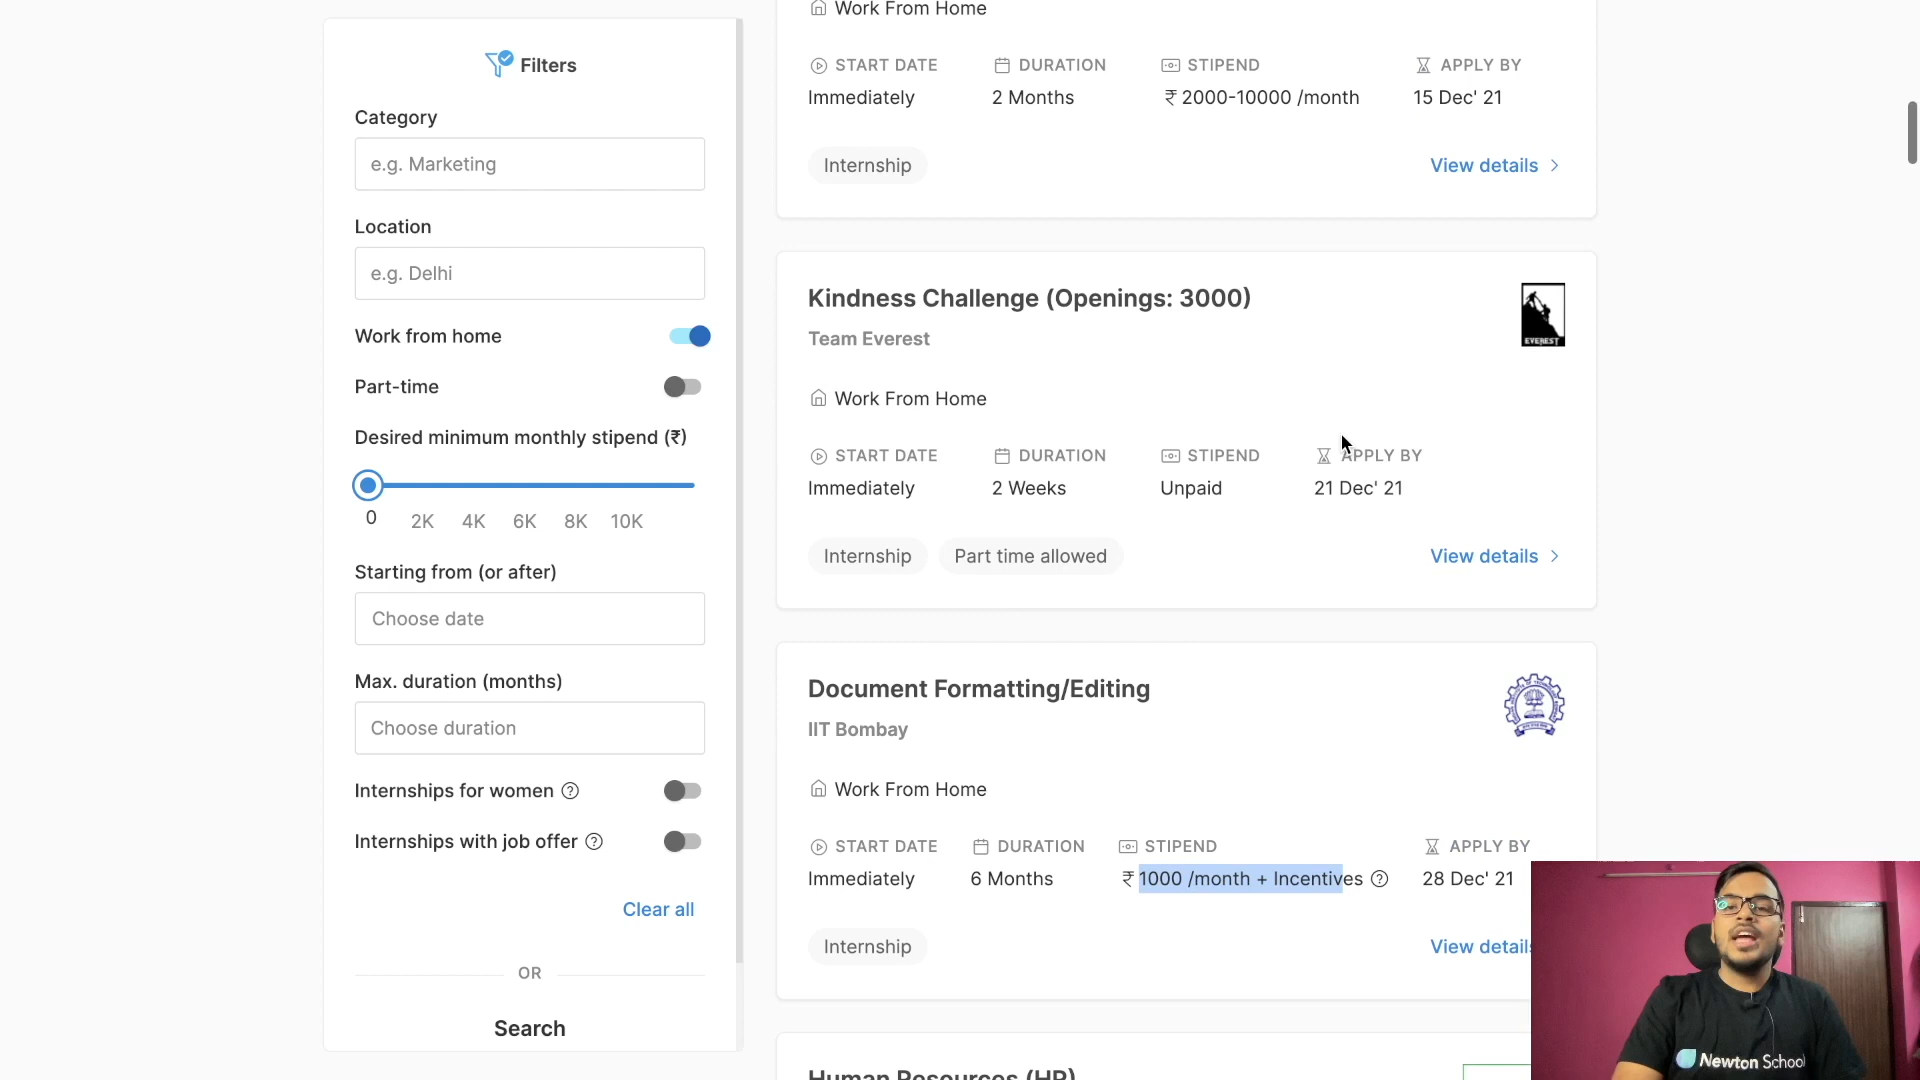 Filters
Category
e.g. Marketing
Location
e.g. Delhi
Work from home
Part-time
Desired minimum monthly stipend (₹)
0 2K 4K 6K 8K 10K
Starting from (or after)
Choose date
Max. duration (months)
Choose duration
Internships for women ?
Internships with job offer ?
Clear all
OR
Search
Work From Home
START DATE DURATION STIPEND APPLY BY
Immediately 2 Months ₹ 2000-10000 /month 15 Dec' 21
Internship View details >
Kindness Challenge (Openings: 3000)
Team Everest
EVEREST
Work From Home
START DATE DURATION STIPEND APPLY BY
Immediately 2 Weeks Unpaid 21 Dec' 21
Internship Part time allowed View details >
Document Formatting/Editing
IIT Bombay
Work From Home
START DATE DURATION STIPEND APPLY BY
Immediately 6 Months ₹ 1000 /month + Incentives ? 28 Dec' 21
Internship View details
Human Resources (HR)
Newton School